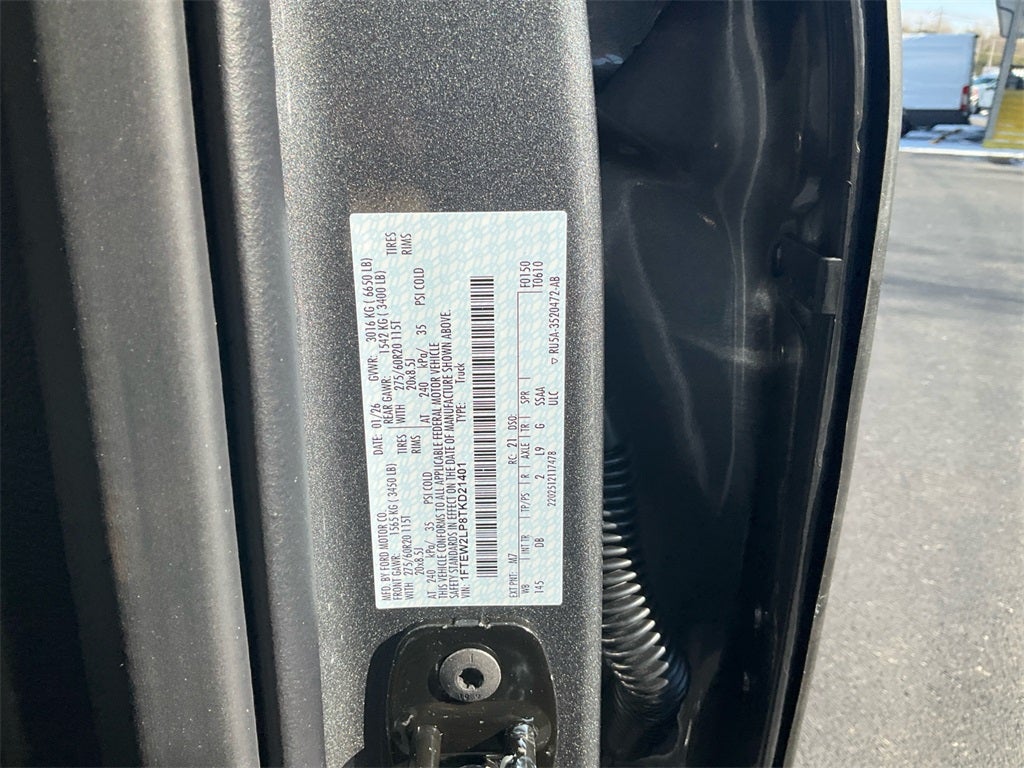 MFD. BY FORD MOTOR CO. DATE: 01/26 GVWR: 3016 KG ( 6650 LB)
FRONT GAWR: 1565 KG ( 3450 LB) REAR GAWR: 1542 KG ( 3400 LB)
WITH 275/60R20 115T TIRES WITH 275/60R20 115T TIRES
20x8.5J RIMS 20x8.5J RIMS
AT 240 kPa/ 35 PSI COLD AT 240 kPa/ 35 PSI COLD
THIS VEHICLE CONFORMS TO ALL APPLICABLE FEDERAL MOTOR VEHICLE
SAFETY STANDARDS IN EFFECT ON THE DATE OF MANUFACTURE SHOWN ABOVE.
VIN: 1FTEW2LP8TKD21401 TYPE: Truck
EXT PNT: M7 RC: 21 DSO: F0150
WB INT TR TP/PS R AXLE TR SPR T0610
145 DB 2 L9 G SSAA
2202512117478 ULC ▽ RU5A-3520472-AB